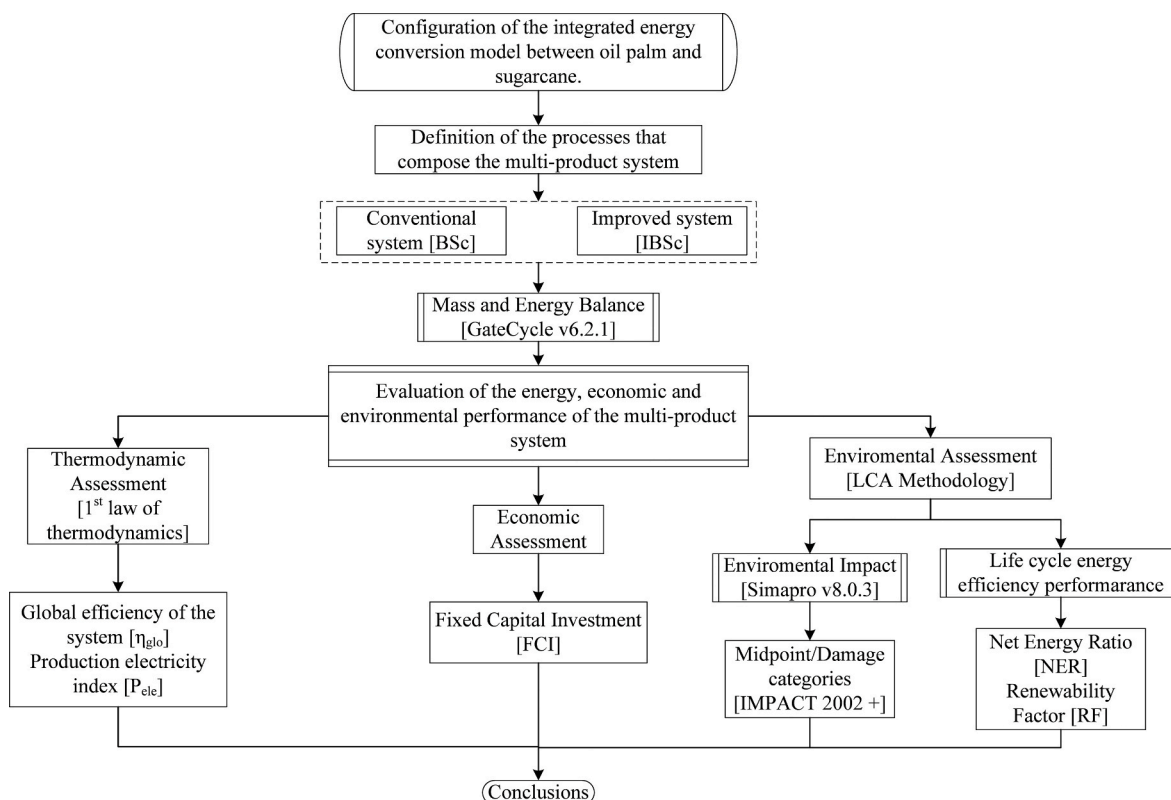 Configuration of the integrated energy
conversion model between oil palm and
sugarcane.
Definition of the processes that
compose the multi-product system
Conventional
system [BSc]
Improved system
[IBSc]
Mass and Energy Balance
[GateCycle v6.2.1]
Evaluation of the energy, economic and
environmental performance of the multi-product
system
Thermodynamic
Assessment
[1st law of
thermodynamics]
Global efficiency of the
system [ηglo]
Production electricity
index [Pele]
Economic
Assessment
Fixed Capital Investment
[FCI]
Enviromental Assessment
[LCA Methodology]
Enviromental Impact
[Simapro v8.0.3]
Midpoint/Damage
categories
[IMPACT 2002 +]
Life cycle energy
efficiency performarance
Net Energy Ratio
[NER]
Renewability
Factor [RF]
Conclusions